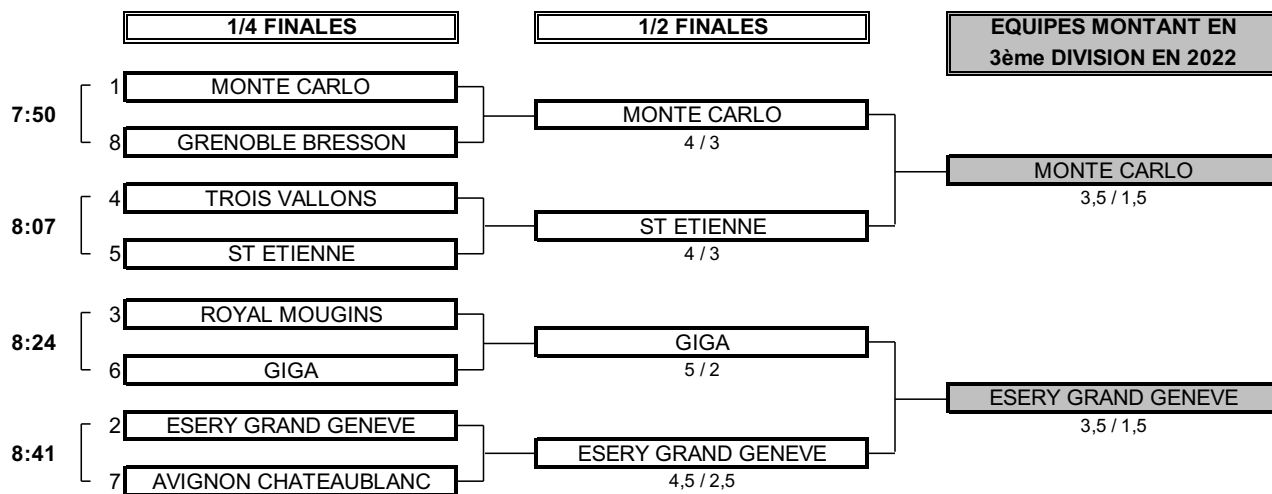 1/4 FINALES
1/2 FINALES
EQUIPES MONTANT EN
3ème DIVISION EN 2022
7:50
1 MONTE CARLO
8 GRENOBLE BRESSON
MONTE CARLO
4 / 3
8:07
4 TROIS VALLONS
5 ST ETIENNE
ST ETIENNE
4 / 3
MONTE CARLO
3,5 / 1,5
8:24
3 ROYAL MOUGINS
6 GIGA
GIGA
5 / 2
8:41
2 ESERY GRAND GENEVE
7 AVIGNON CHATEAUBLANC
ESERY GRAND GENEVE
4,5 / 2,5
ESERY GRAND GENEVE
3,5 / 1,5